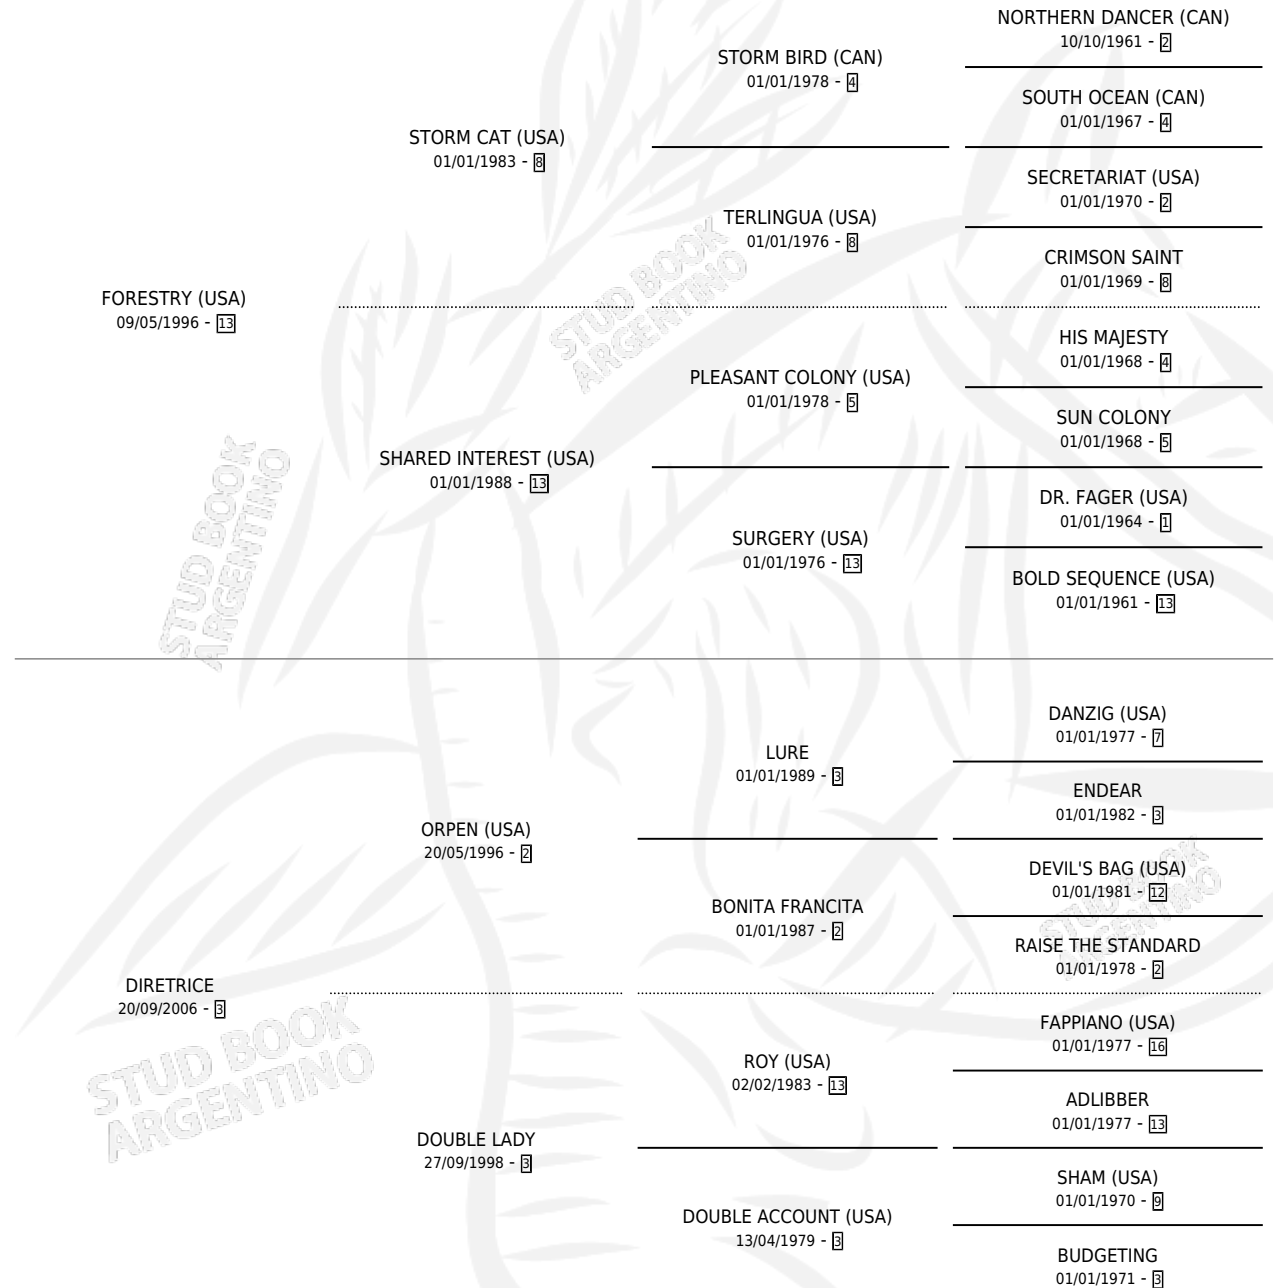 NORTHERN DANCER (CAN)
10/10/1961 - 2
STORM BIRD (CAN)
01/01/1978 - 4
SOUTH OCEAN (CAN)
01/01/1967 - 4
STORM CAT (USA)
01/01/1983 - 8
SECRETARIAT (USA)
01/01/1970 - 2
TERLINGUA (USA)
01/01/1976 - 8
CRIMSON SAINT
01/01/1969 - 8
FORESTRY (USA)
09/05/1996 - 13
HIS MAJESTY
01/01/1968 - 4
PLEASANT COLONY (USA)
01/01/1978 - 5
SUN COLONY
01/01/1968 - 5
SHARED INTEREST (USA)
01/01/1988 - 13
DR. FAGER (USA)
01/01/1964 - 1
SURGERY (USA)
01/01/1976 - 13
BOLD SEQUENCE (USA)
01/01/1961 - 13
DANZIG (USA)
01/01/1977 - 7
LURE
01/01/1989 - 3
ENDEAR
01/01/1982 - 3
ORPEN (USA)
20/05/1996 - 2
DEVIL'S BAG (USA)
01/01/1981 - 12
BONITA FRANCITA
01/01/1987 - 2
RAISE THE STANDARD
01/01/1978 - 2
DIRETRICE
20/09/2006 - 3
FAPPIANO (USA)
01/01/1977 - 16
ROY (USA)
02/02/1983 - 13
ADLIBBER
01/01/1977 - 13
DOUBLE LADY
27/09/1998 - 3
SHAM (USA)
01/01/1970 - 9
DOUBLE ACCOUNT (USA)
13/04/1979 - 3
BUDGETING
01/01/1971 - 3
STUD BOOK
ARGENTINO
STUD BOOK
ARGENTINO
STUD BOOK
ARGENTINO
STUD BOOK
ARGENTINO